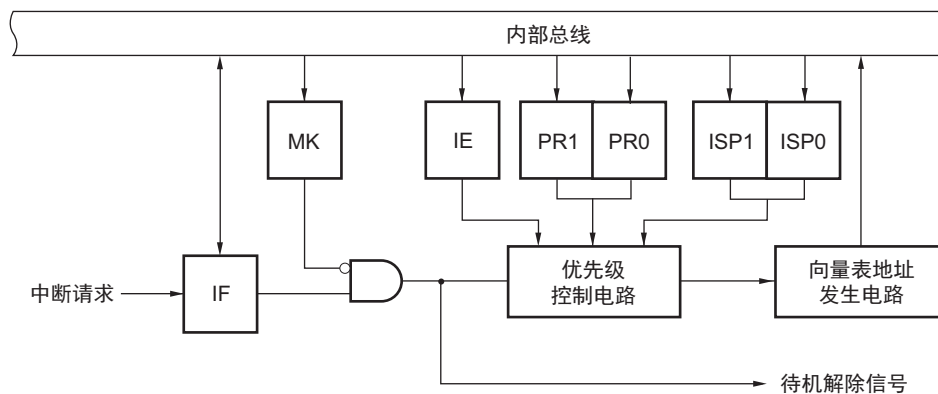 内部总线
MK
IE
PR1
PR0
ISP1
ISP0
中断请求
IF
优先级
控制电路
向量表地址
发生电路
待机解除信号